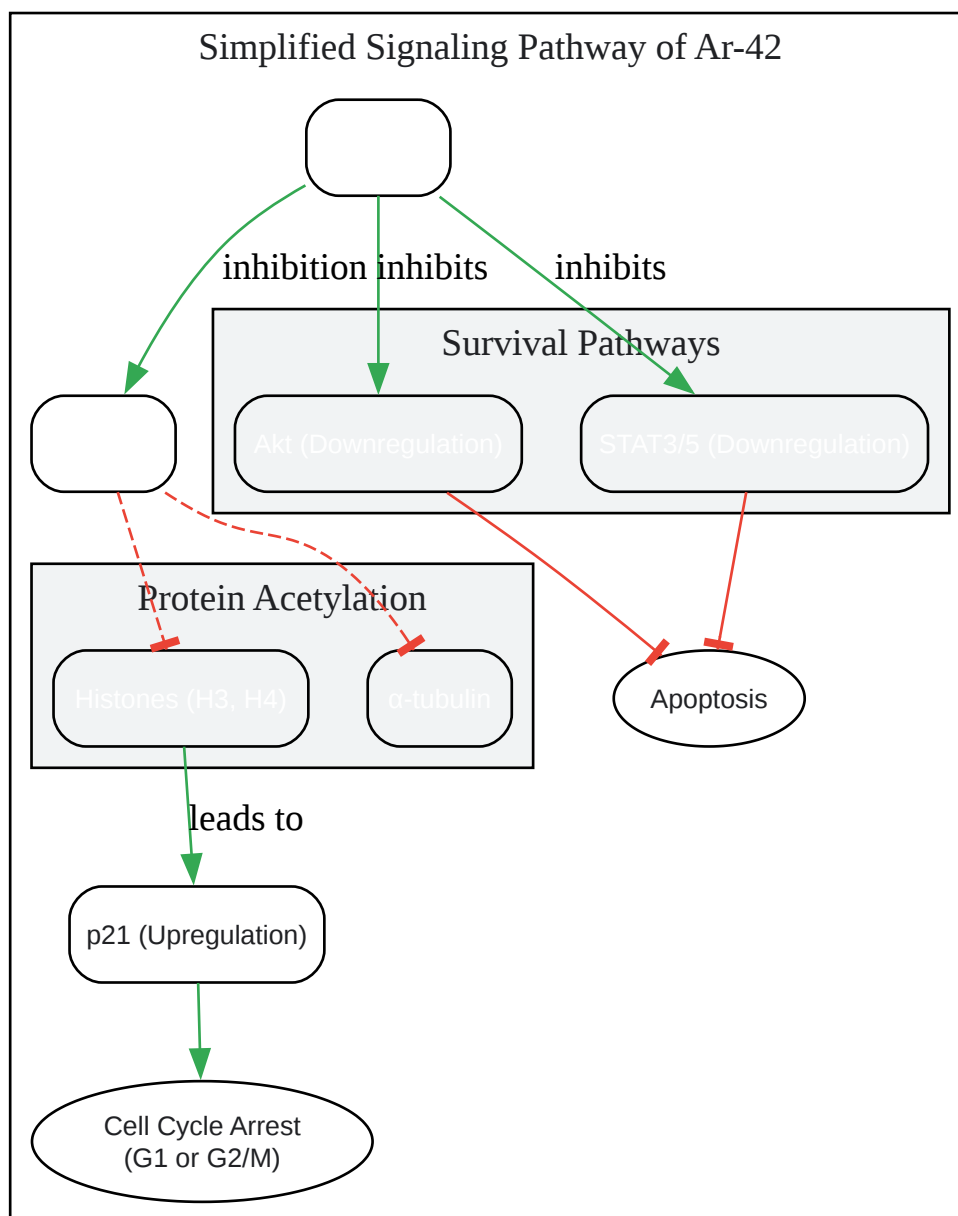 Simplified Signaling Pathway of Ar-42
inhibition
inhibits
inhibits
Survival Pathways
Akt (Downregulation)
STAT3/5 (Downregulation)
Protein Acetylation
Histones (H3, H4)
α-tubulin
Apoptosis
leads to
p21 (Upregulation)
Cell Cycle Arrest
(G1 or G2/M)